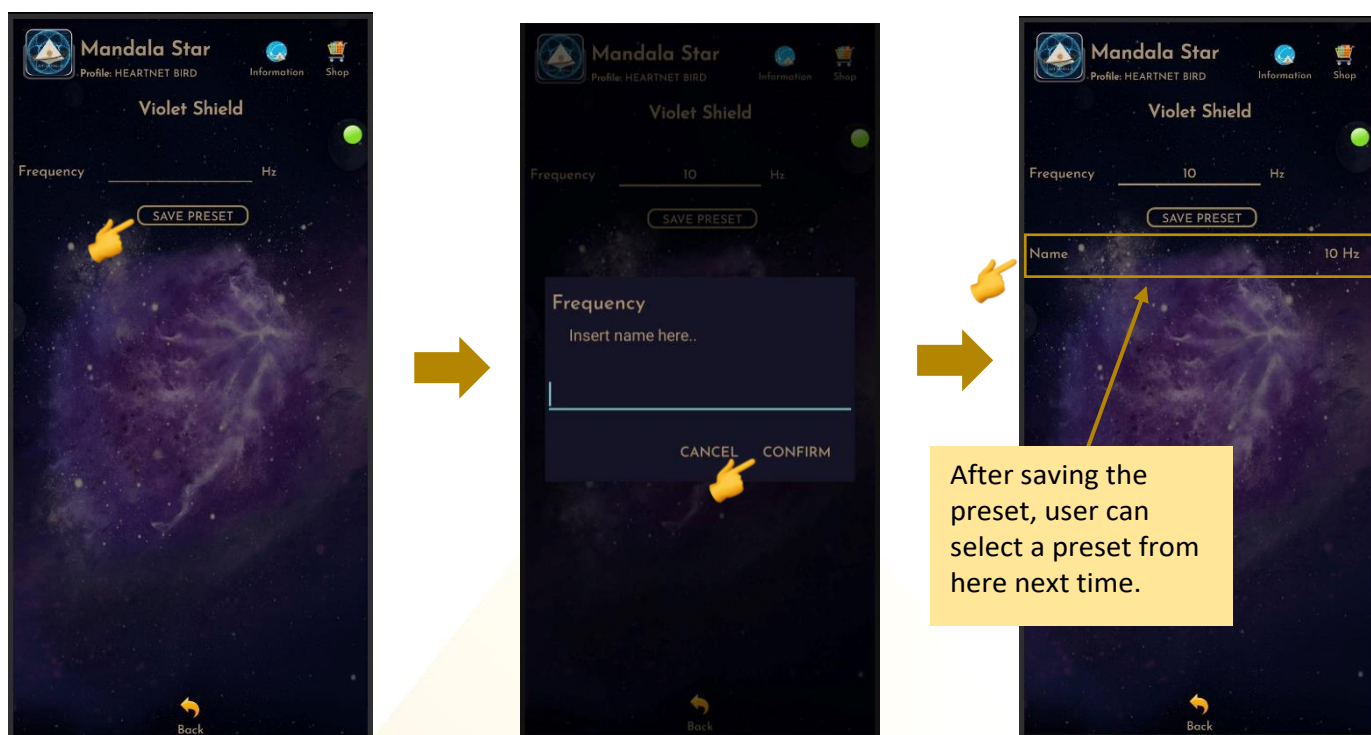 Mandala Star
Profile: HEARTNET BIRD
Information
Shop
Violet Shield
Frequency
Hz
SAVE PRESET
Back
Mandala Star
Profile: HEARTNET BIRD
Information
Shop
Violet Shield
Frequency 10 Hz
SAVE PRESET
Frequency
Insert name here..
CANCEL CONFIRM
Back
Mandala Star
Profile: HEARTNET BIRD
Information
Shop
Violet Shield
Frequency 10 Hz
SAVE PRESET
Name 10 Hz
After saving the
preset, user can
select a preset from
here next time.
Back